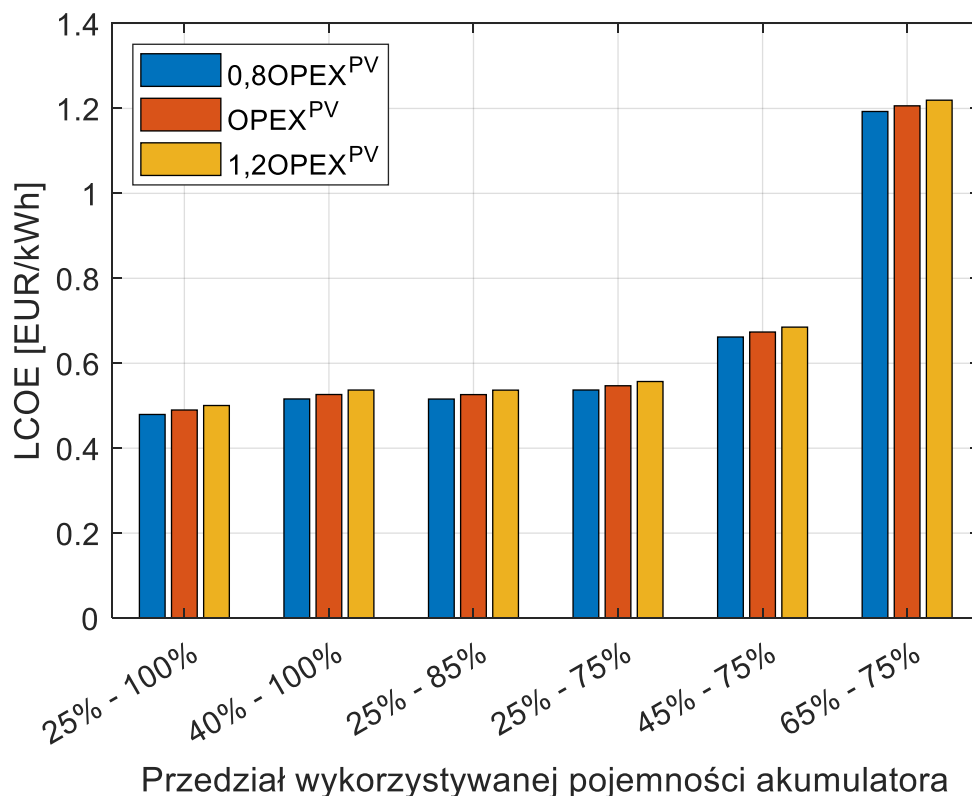 1.4
1.2
1
0.8
0.6
0.4
0.2
0
LCOE [EUR/kWh]
0,8OPEX^PV
OPEX^PV
1,2OPEX^PV
25% - 100%
40% - 100%
25% - 85%
25% - 75%
45% - 75%
65% - 75%
Przedział wykorzystywanej pojemności akumulatora